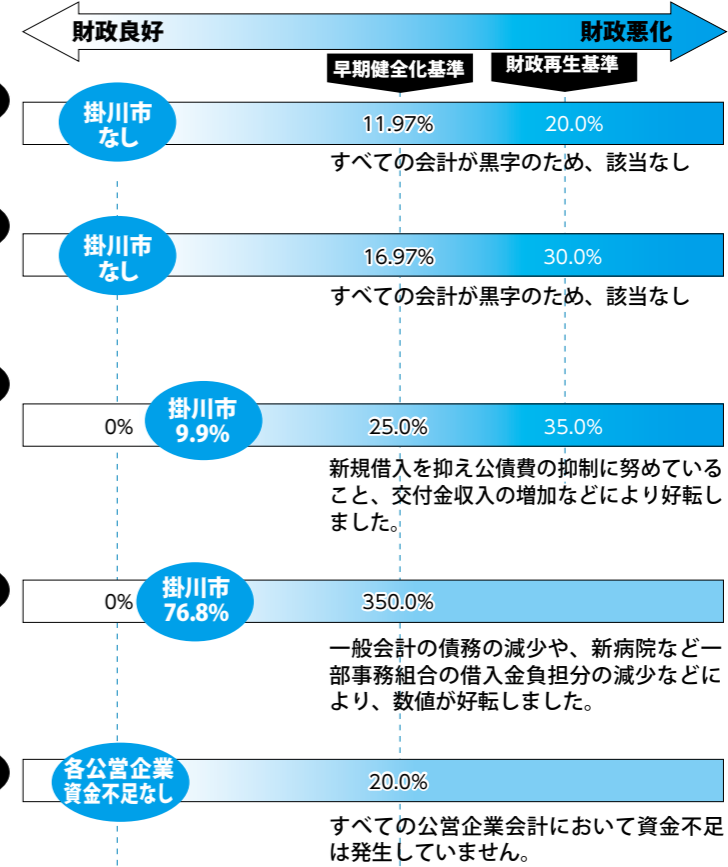 財政良好
財政悪化
早期健全化基準
財政再生基準
掛川市
なし
11.97%
20.0%
すべての会計が黒字のため、該当なし
掛川市
なし
16.97%
30.0%
すべての会計が黒字のため、該当なし
0%
掛川市
9.9%
25.0%
35.0%
新規借入を抑え公債費の抑制に努めている
こと、交付金収入の増加などにより好転し
ました。
0%
掛川市
76.8%
350.0%
一般会計の債務の減少や、新病院など一
部事務組合の借入金負担分の減少などに
より、数値が好転しました。
各公営企業
資金不足なし
20.0%
すべての公営企業会計において資金不足
は発生していません。